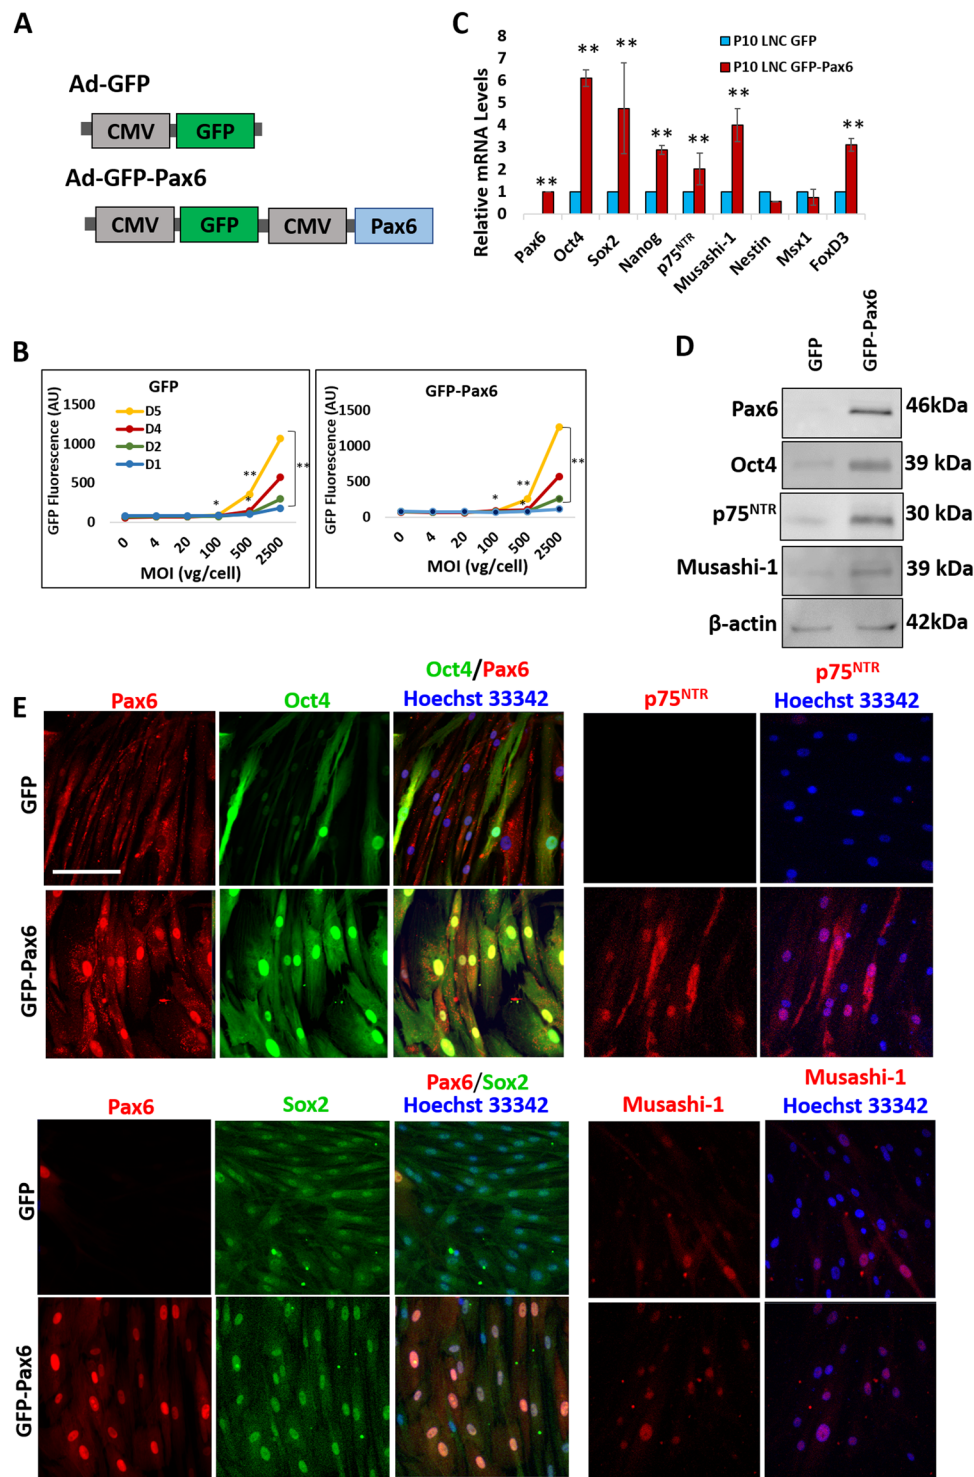 A
Ad-GFP
CMV GFP
Ad-GFP-Pax6
CMV GFP CMV Pax6
C
Relative mRNA Levels
8
7
6
5
4
3
2
1
0
P10 LNC GFP
P10 LNC GFP-Pax6
** ** ** ** ** ** **
Pax6 Oct4 Sox2 Nanog p75NTR Musashi-1 Nestin Msx1 FoxD3
B
GFP
GFP Fluorescence (AU)
1500
1000
500
0
D5
D4
D2
D1
* ** * **
0 4 20 100 500 2500
MOI (vg/cell)
GFP-Pax6
GFP Fluorescence (AU)
1500
1000
500
0
* ** * **
0 4 20 100 500 2500
MOI (vg/cell)
D
GFP GFP-Pax6
Pax6 46kDa
Oct4 39 kDa
p75NTR 30 kDa
Musashi-1 39 kDa
β-actin 42kDa
E
Pax6 Oct4 Oct4/Pax6
Hoechst 33342
p75NTR p75NTR
Hoechst 33342
GFP
GFP-Pax6
Pax6 Sox2 Pax6/Sox2
Hoechst 33342
Musashi-1 Musashi-1
Hoechst 33342
GFP
GFP-Pax6